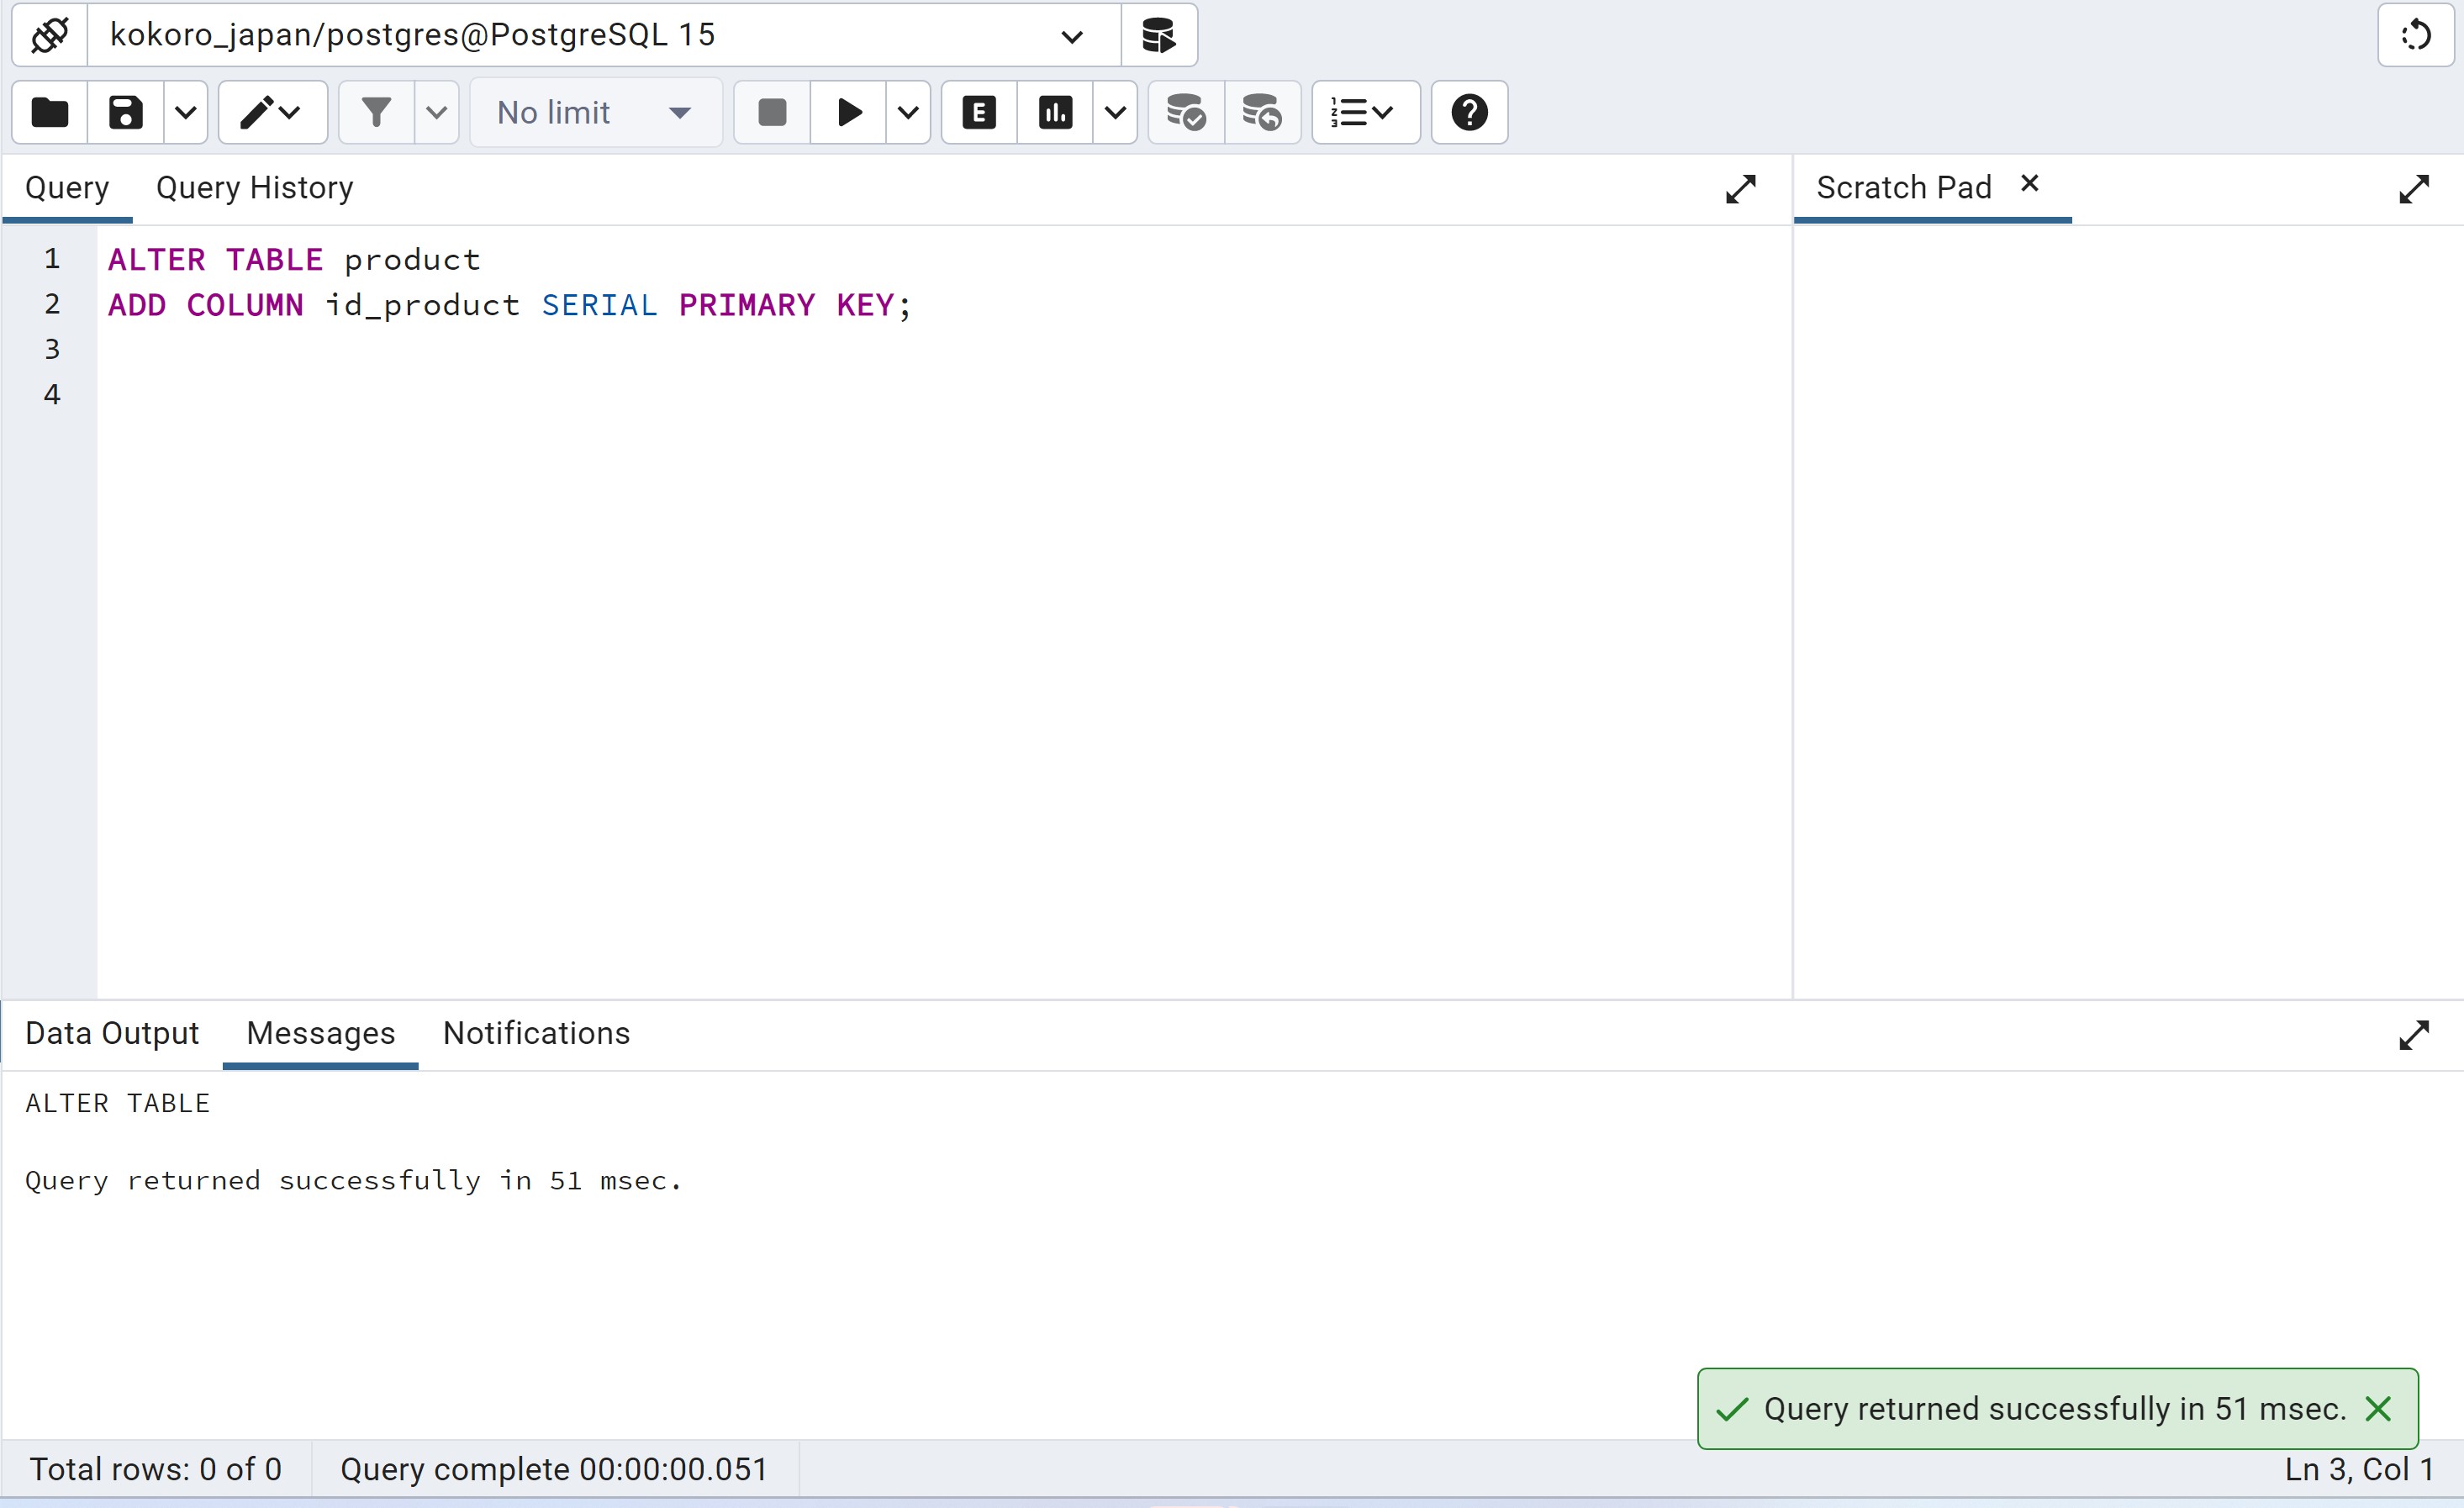 kokoro_japan/postgres@PostgreSQL 15
No limit
E
Query Query History
Scratch Pad
1 ALTER TABLE product
2 ADD COLUMN id_product SERIAL PRIMARY KEY;
3
4
Data Output Messages Notifications
ALTER TABLE
Query returned successfully in 51 msec.
Query returned successfully in 51 msec.
Total rows: 0 of 0 Query complete 00:00:00.051 Ln 3, Col 1